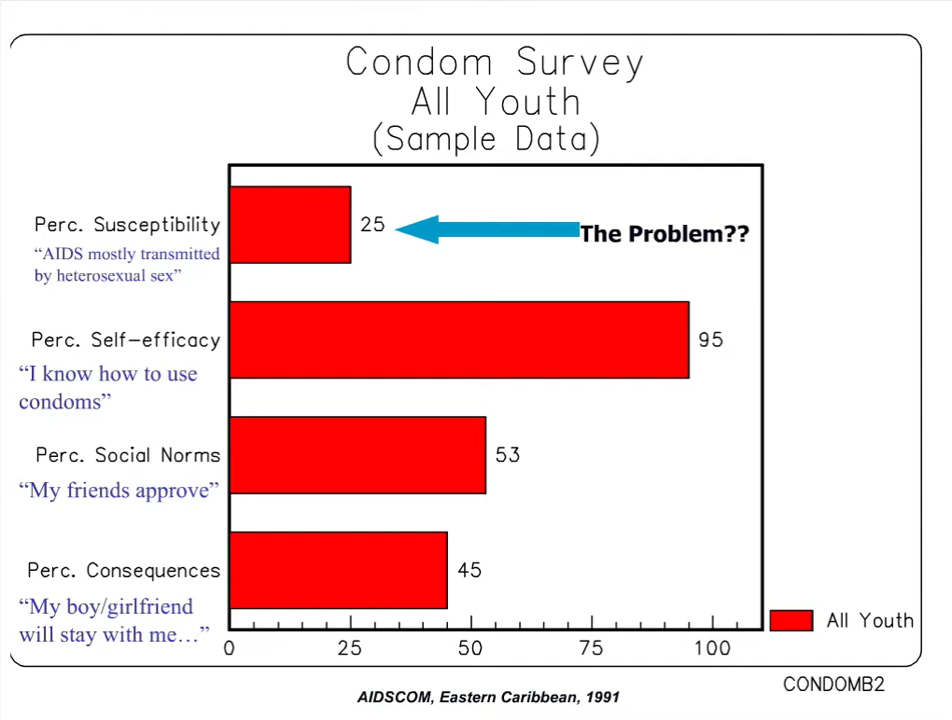 Condom Survey
All Youth
(Sample Data)
Perc. Susceptibility
25
The Problem??
“AIDS mostly transmitted
by heterosexual sex”
Perc. Self-efficacy
95
“I know how to use
condoms”
Perc. Social Norms
53
“My friends approve”
Perc. Consequences
45
“My boy/girlfriend
will stay with me…”
0 25 50 75 100
All Youth
CONDOMB2
AIDSCOM, Eastern Caribbean, 1991